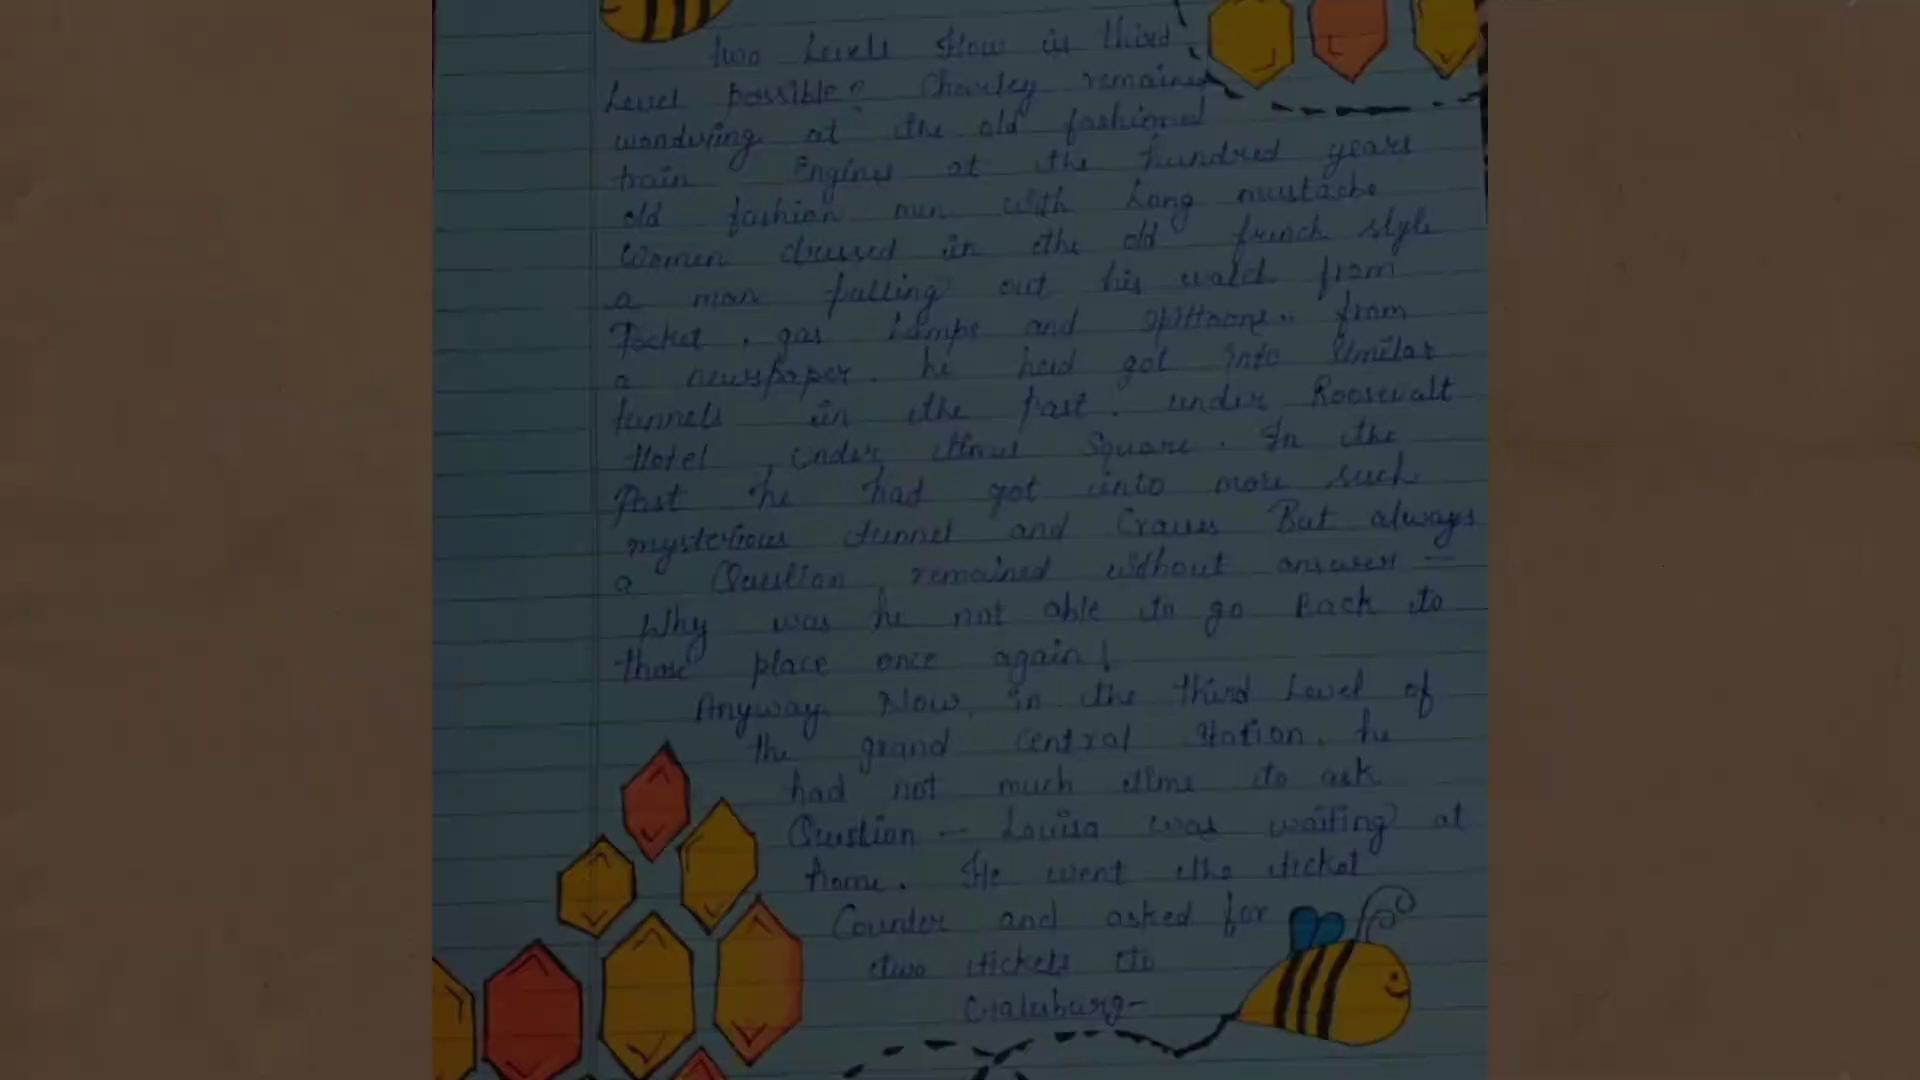 two Levels How is third
Level possible? Charley remained
wondering at the old fashional
train Engines at the hundred years
old fashion men with Long mustache
Women dressed in the old french style
a man pulling out his watch from
Pocket, gas Lamps and spittoons.. from
a newspaper. he had got into Similar
tunnels in the past. under Roosevalt
Hotel, under times Square. In the
Past he had got into more such
mysterious tunnel and Craues But always
a Question remained without answer -
Why was he not able to go Back to
those place once again!
Anyway. Now, in the third Level of
the grand central Station, he
had not much time to ask
Question - Louisa was waiting at
home. He went the ticket
Counter and asked for
two tickets to
Galesburg-